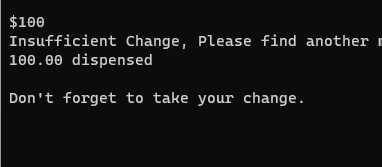 $100
Insufficient Change, Please find another
100.00 dispensed
Don't forget to take your change.